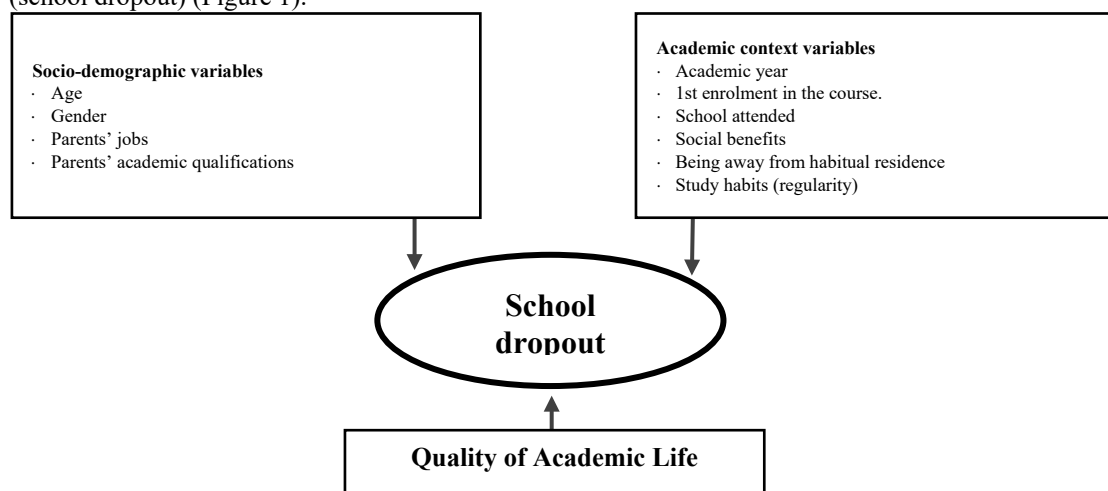 (school dropout) (Figure 1).
Socio-demographic variables
· Age
· Gender
· Parents’ jobs
· Parents’ academic qualifications
Academic context variables
· Academic year
· 1st enrolment in the course.
· School attended
· Social benefits
· Being away from habitual residence
· Study habits (regularity)
School
dropout
Quality of Academic Life